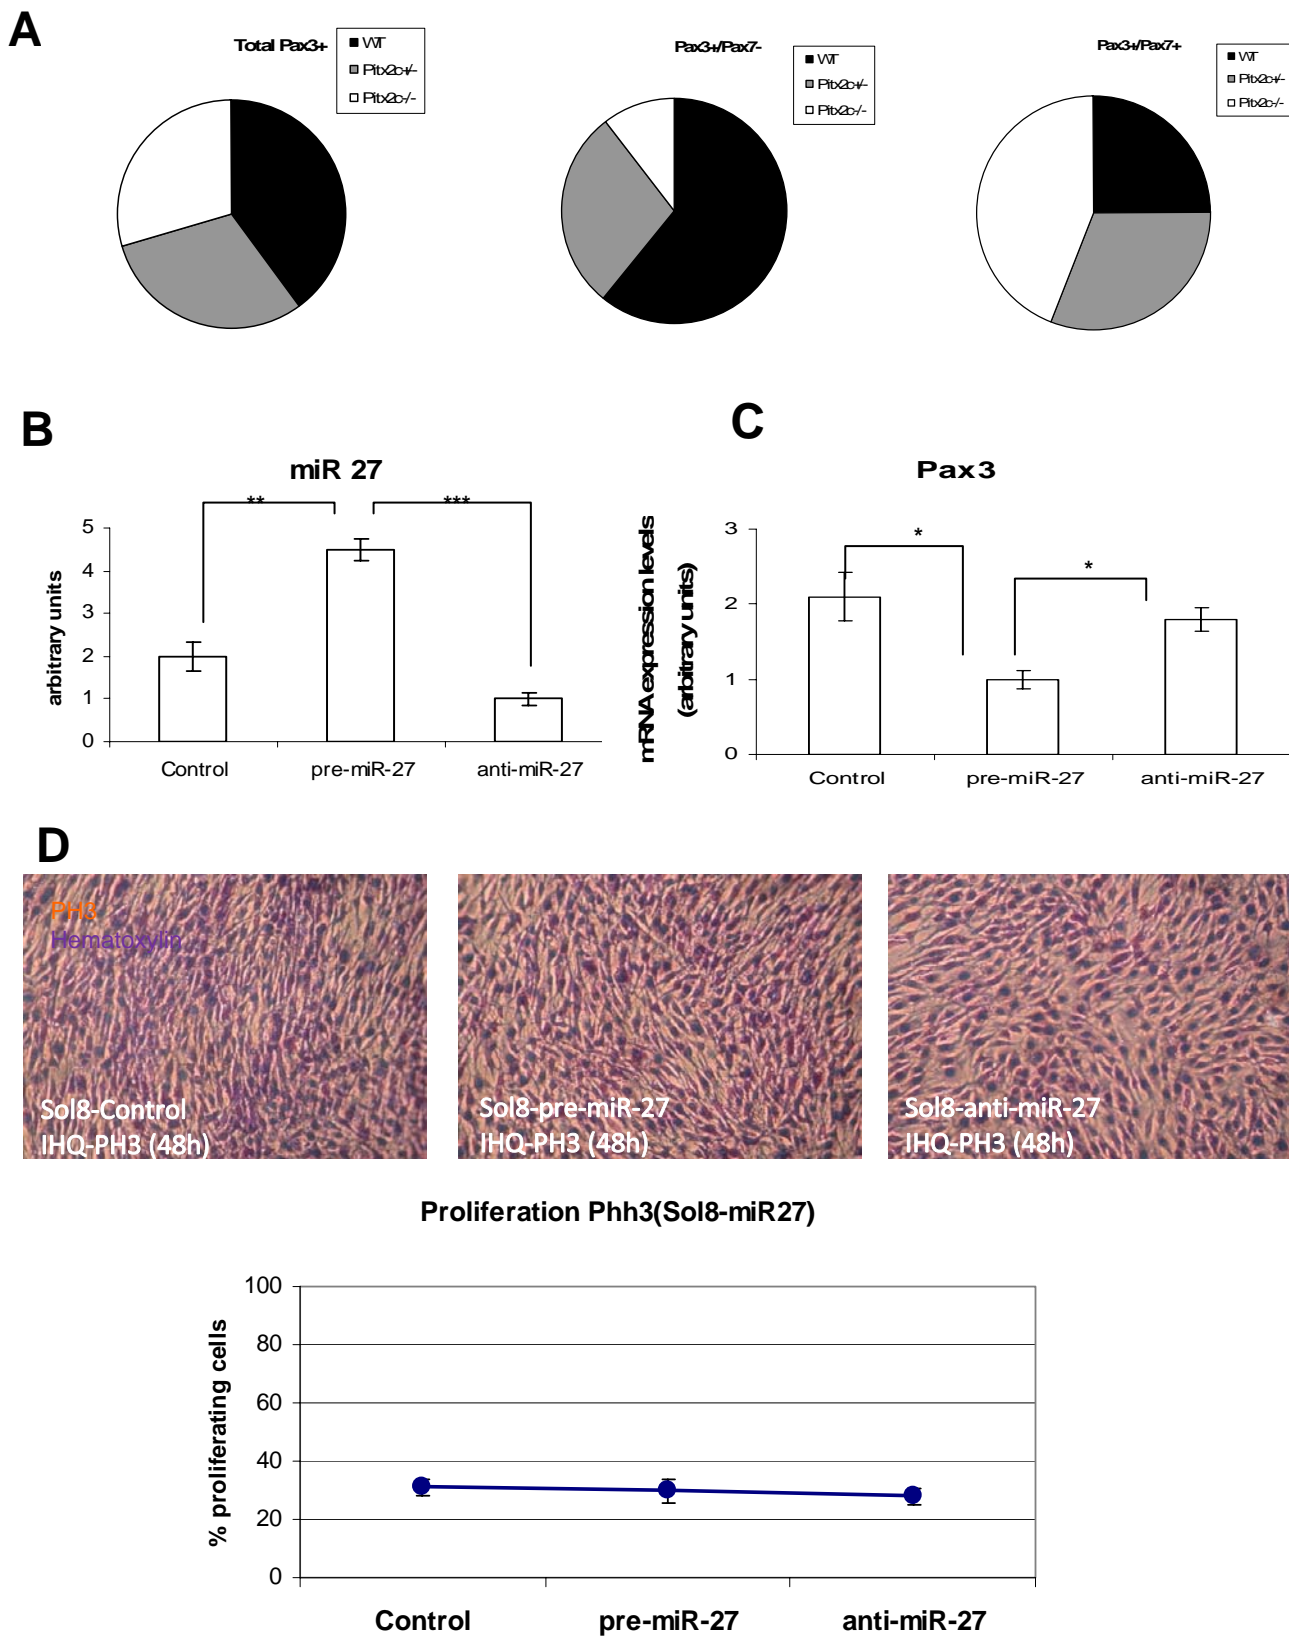 A
Total Pax3+
WT
Pitx2c+/-
Pitx2c-/-
Pax3+/Pax7-
WT
Pitx2c+/-
Pitx2c-/-
Pax3+/Pax7+
WT
Pitx2c+/-
Pitx2c-/-
B
miR 27
** ***
arbitrary units
5
4
3
2
1
0
Control pre-miR-27 anti-miR-27
C
Pax3
* *
mRNA expression levels
(arbitrary units)
3
2
1
0
Control pre-miR-27 anti-miR-27
D
PH3
Hematoxylin
Sol8-Control
IHQ-PH3 (48h)
Sol8-pre-miR-27
IHQ-PH3 (48h)
Sol8-anti-miR-27
IHQ-PH3 (48h)
Proliferation Phh3(Sol8-miR27)
% proliferating cells
100
80
60
40
20
0
Control pre-miR-27 anti-miR-27